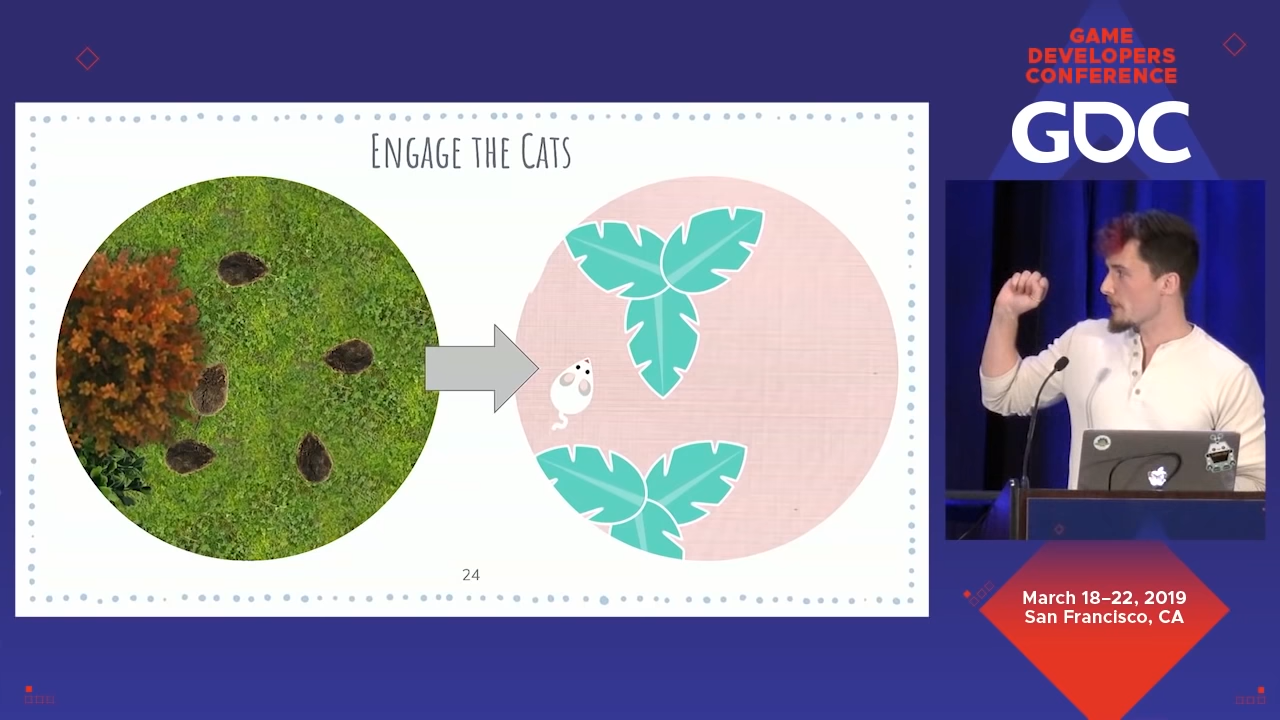 GAME
DEVELOPERS
CONFERENCE
GDC
Engage the Cats
24
March 18–22, 2019
San Francisco, CA